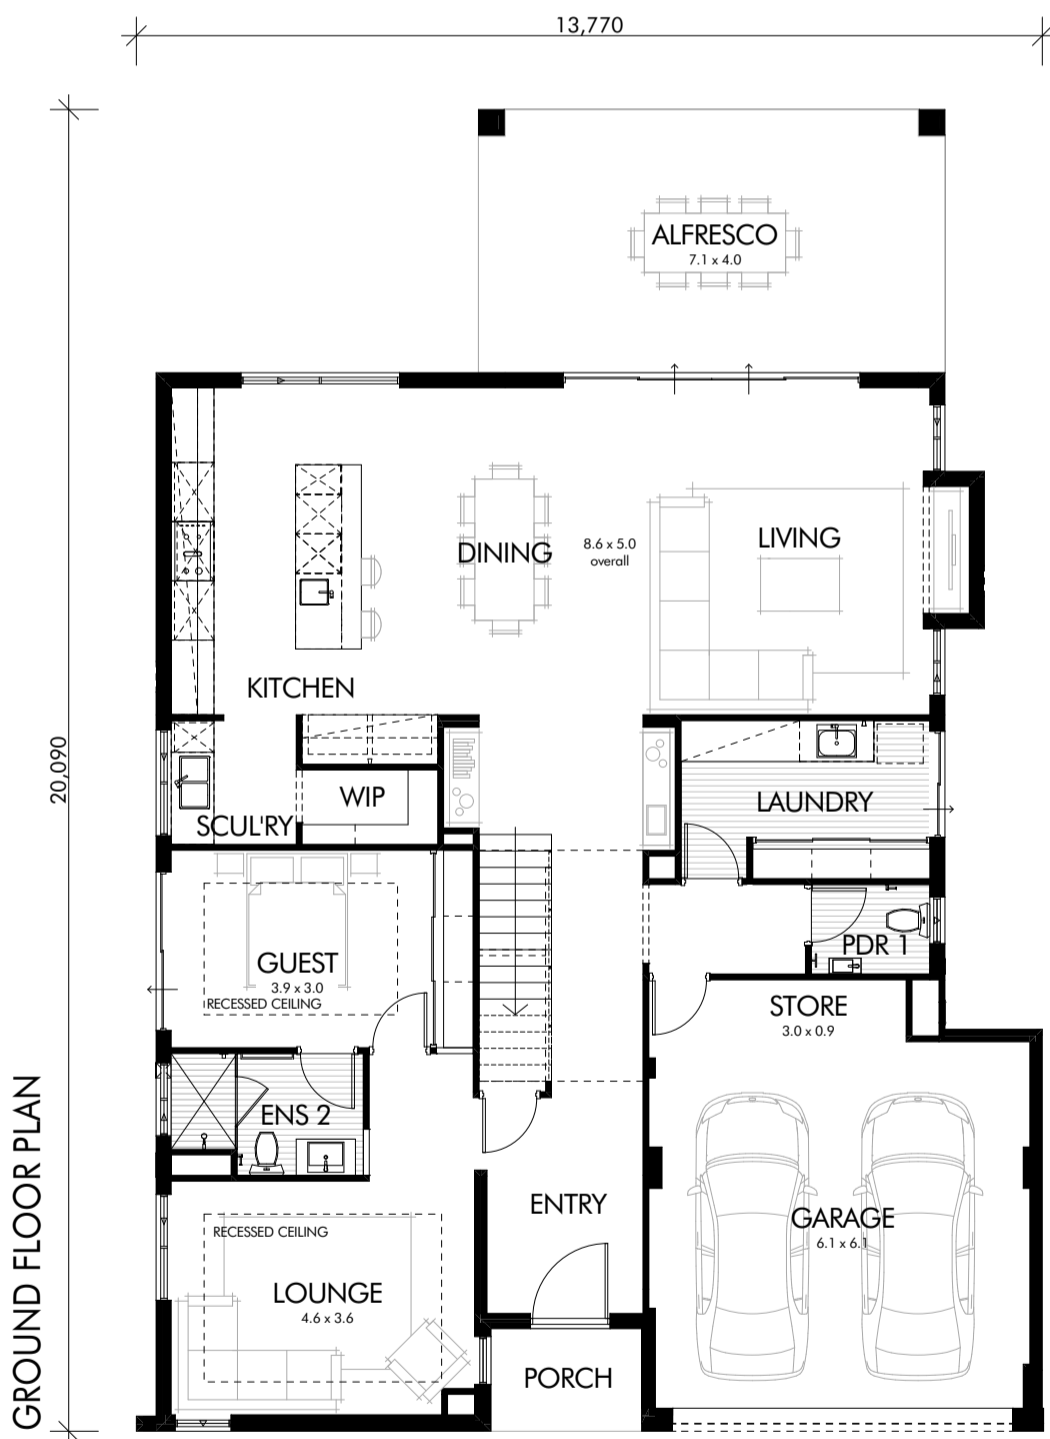 13,770
20,090
ALFRESCO
7.1 x 4.0
DINING
8.6 x 5.0
overall
LIVING
KITCHEN
WIP
SCUL'RY
LAUNDRY
GUEST
3.9 x 3.0
RECESSED CEILING
PDR 1
STORE
3.0 x 0.9
ENS 2
ENTRY
GARAGE
6.1 x 6.1
RECESSED CEILING
LOUNGE
4.6 x 3.6
PORCH
GROUND FLOOR PLAN